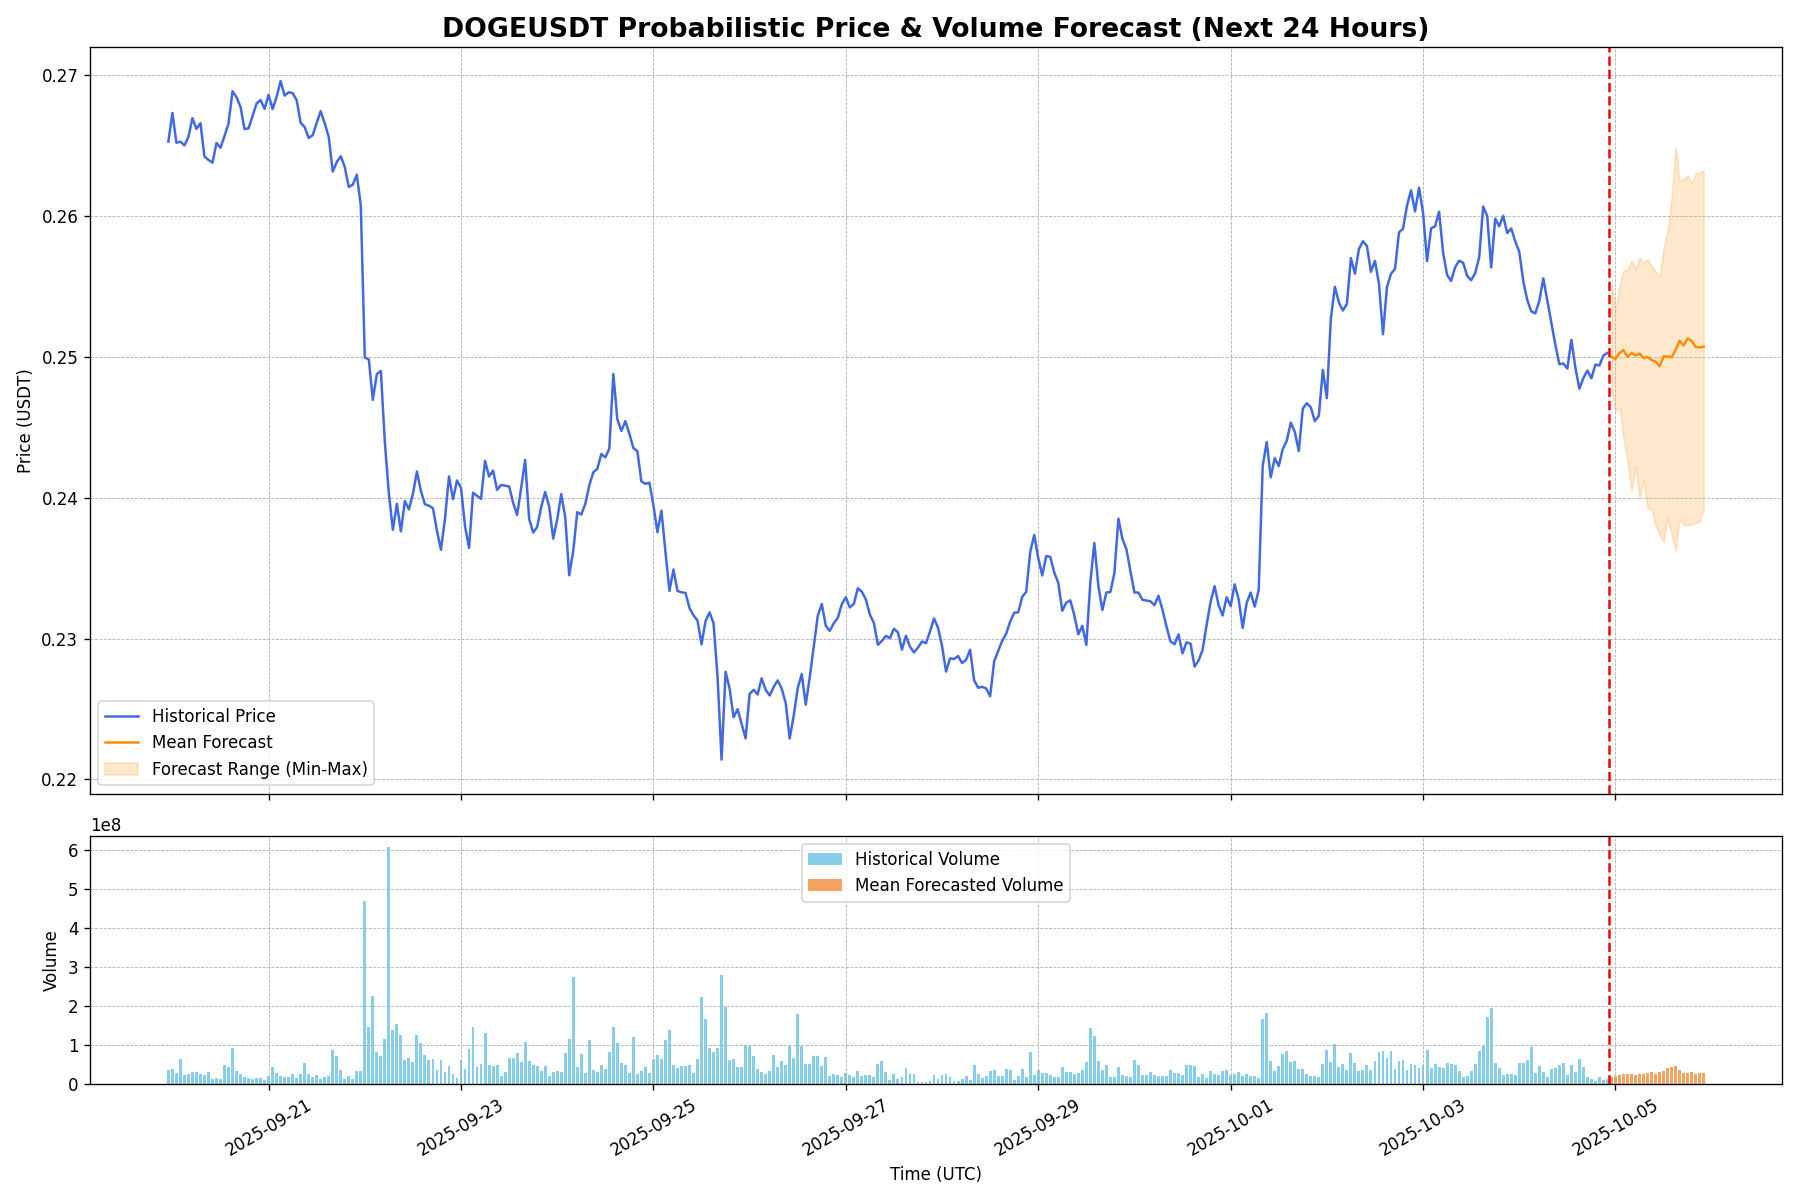 DOGEUSDT Probabilistic Price & Volume Forecast (Next 24 Hours)
0.27
0.26
0.25
0.24
0.23
0.22
Price (USDT)
Historical Price
Mean Forecast
Forecast Range (Min-Max)
1e8
6
5
4
3
2
1
0
Volume
Historical Volume
Mean Forecasted Volume
2025-09-21
2025-09-23
2025-09-25
2025-09-27
2025-09-29
2025-10-01
2025-10-03
2025-10-05
Time (UTC)